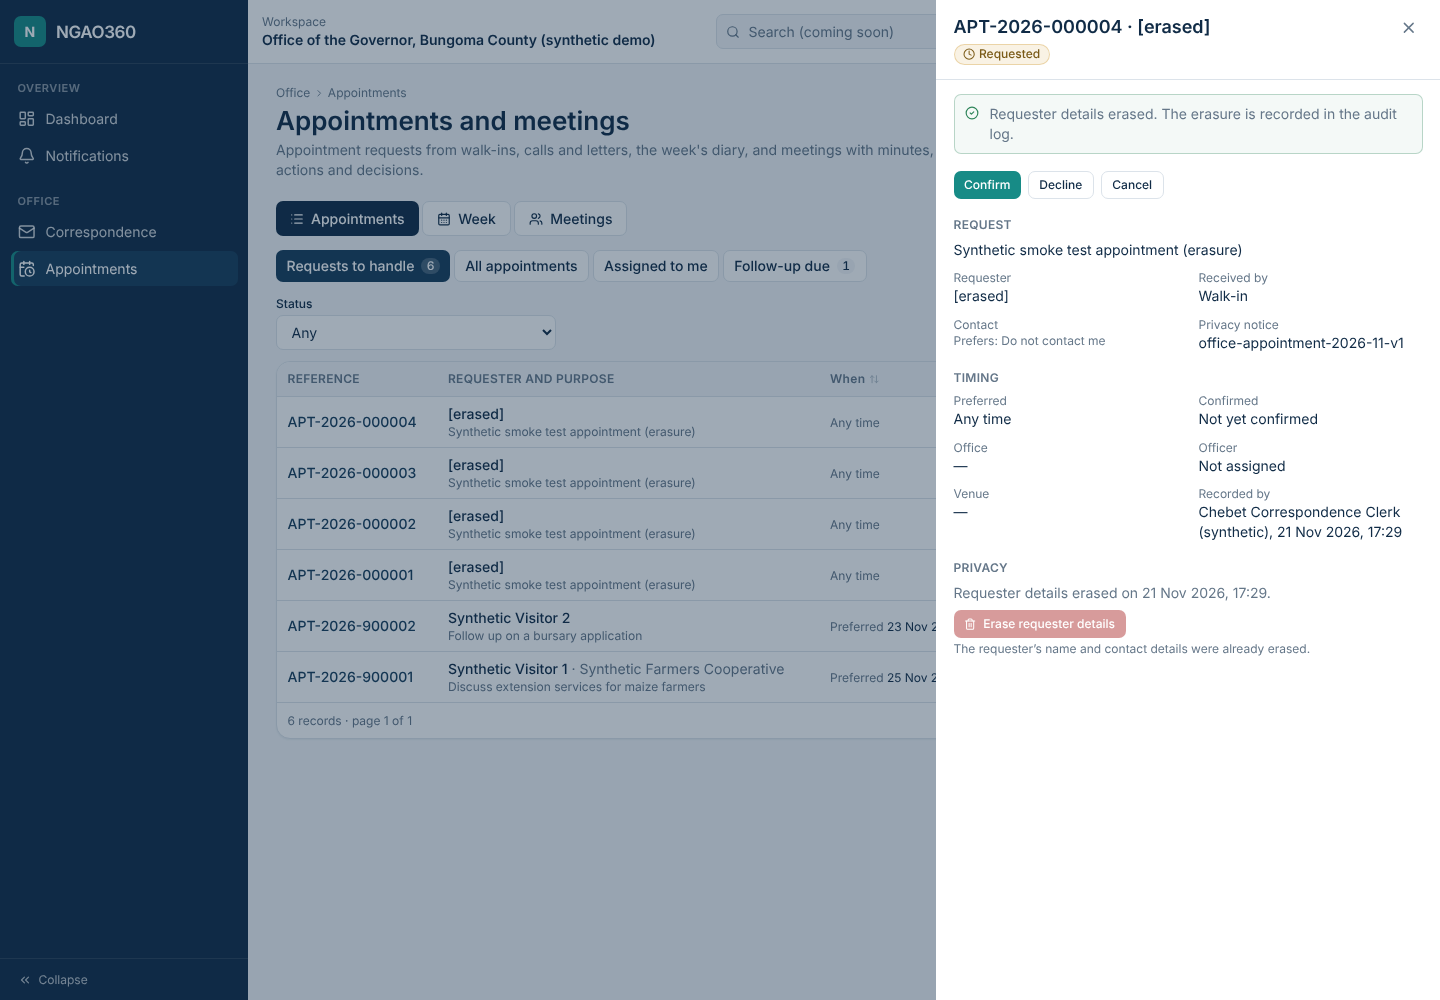 N NGAO360
OVERVIEW
Dashboard
Notifications
OFFICE
Correspondence
Appointments
Collapse
Workspace
Office of the Governor, Bungoma County (synthetic demo)
Search (coming soon)
Office › Appointments
Appointments and meetings
Appointment requests from walk-ins, calls and letters, the week's diary, and meetings with minutes,
actions and decisions.
Appointments Week Meetings
Requests to handle 6 All appointments Assigned to me Follow-up due 1
Status
Any
REFERENCE REQUESTER AND PURPOSE When
APT-2026-000004 [erased] Any time
Synthetic smoke test appointment (erasure)
APT-2026-000003 [erased] Any time
Synthetic smoke test appointment (erasure)
APT-2026-000002 [erased] Any time
Synthetic smoke test appointment (erasure)
APT-2026-000001 [erased] Any time
Synthetic smoke test appointment (erasure)
APT-2026-900002 Synthetic Visitor 2 Preferred 23 Nov 2
Follow up on a bursary application
APT-2026-900001 Synthetic Visitor 1 · Synthetic Farmers Cooperative Preferred 25 Nov 2
Discuss extension services for maize farmers
6 records · page 1 of 1
APT-2026-000004 · [erased]
Requested
Requester details erased. The erasure is recorded in the audit
log.
Confirm Decline Cancel
REQUEST
Synthetic smoke test appointment (erasure)
Requester Received by
[erased] Walk-in
Contact Privacy notice
Prefers: Do not contact me office-appointment-2026-11-v1
TIMING
Preferred Confirmed
Any time Not yet confirmed
Office Officer
— Not assigned
Venue Recorded by
— Chebet Correspondence Clerk
(synthetic), 21 Nov 2026, 17:29
PRIVACY
Requester details erased on 21 Nov 2026, 17:29.
Erase requester details
The requester’s name and contact details were already erased.